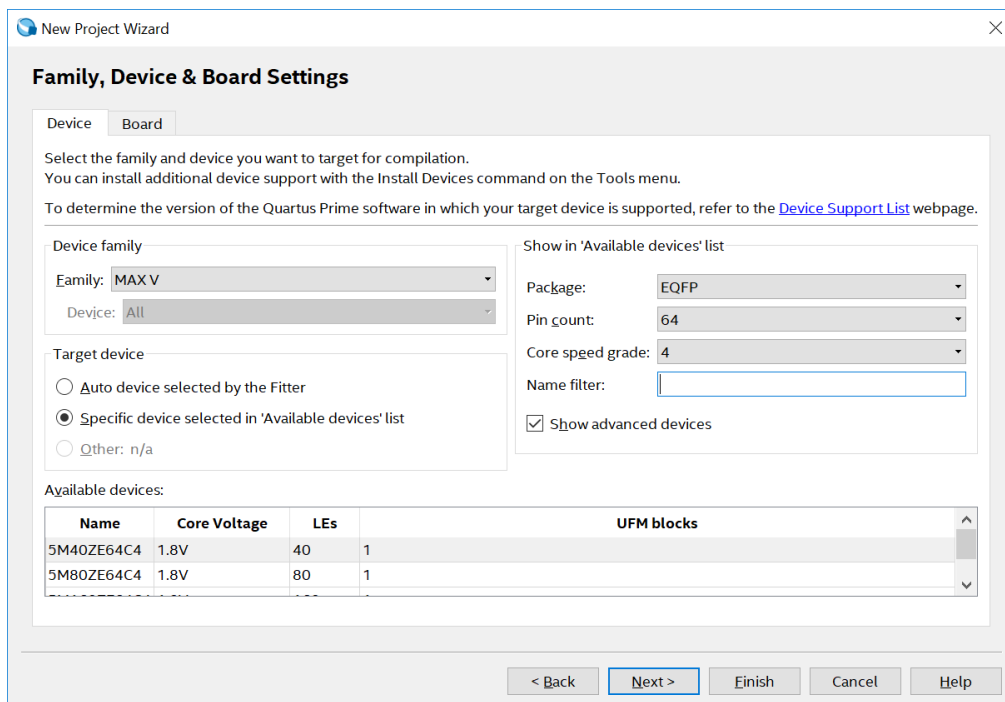 New Project Wizard
Family, Device & Board Settings
Device Board
Select the family and device you want to target for compilation.
You can install additional device support with the Install Devices command on the Tools menu.
To determine the version of the Quartus Prime software in which your target device is supported, refer to the Device Support List webpage.
Device family
Family: MAX V
Device: All
Target device
Auto device selected by the Fitter
Specific device selected in 'Available devices' list
Other: n/a
Show in 'Available devices' list
Package: EQFP
Pin count: 64
Core speed grade: 4
Name filter:
Show advanced devices
Available devices:
Name Core Voltage LEs UFM blocks
5M40ZE64C4 1.8V 40 1
5M80ZE64C4 1.8V 80 1
< Back Next > Finish Cancel Help